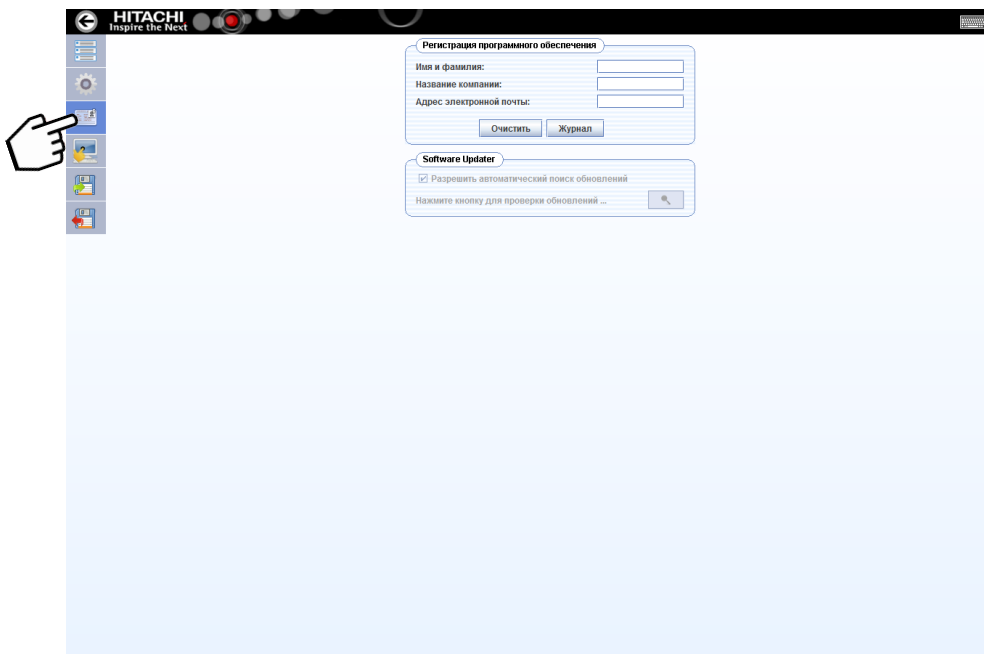 HITACHI
Inspire the Next
Регистрация программного обеспечения
Имя и фамилия:
Название компании:
Адрес электронной почты:
Очистить Журнал
Software Updater
Разрешить автоматический поиск обновлений
Нажмите кнопку для проверки обновлений ...